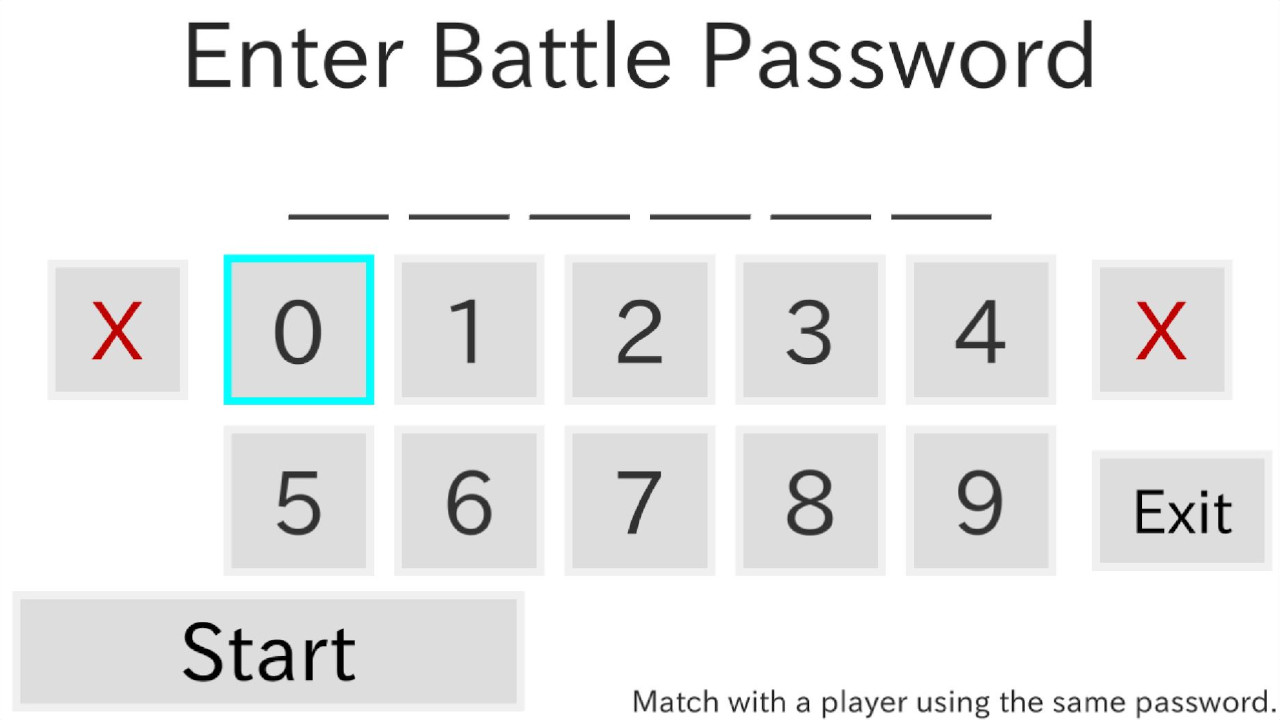 Enter Battle Password
X 0 1 2 3 4 X
5 6 7 8 9 Exit
Start
Match with a player using the same password.